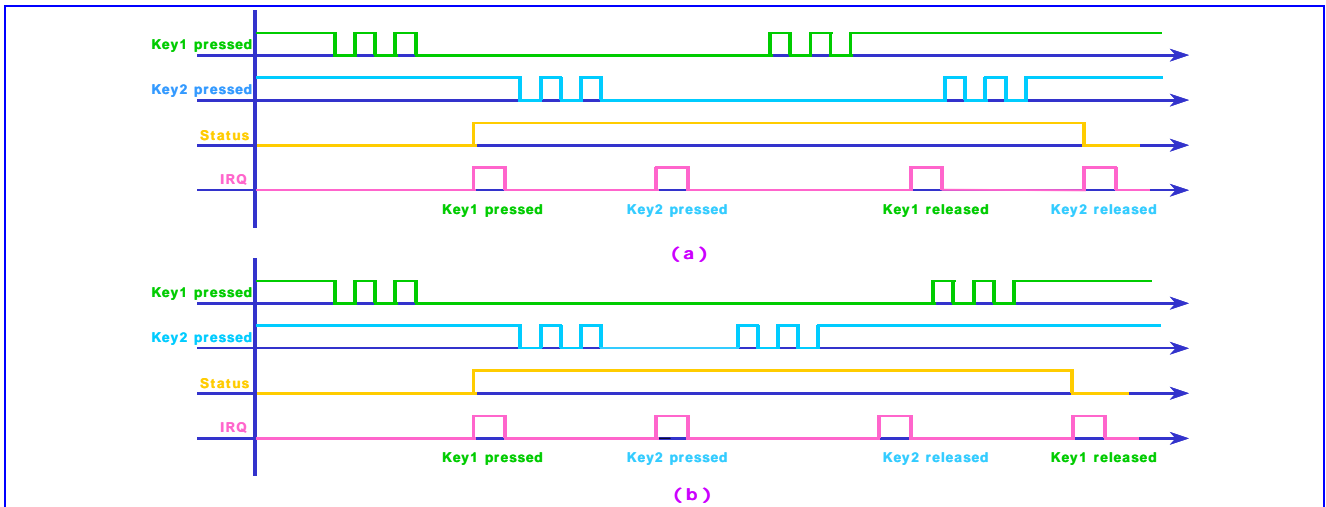 Key1 pressed
Key2 pressed
Status
IRQ
Key1 pressed Key2 pressed Key1 released Key2 released
(a)
Key1 pressed
Key2 pressed
Status
IRQ
Key1 pressed Key2 pressed Key2 released Key1 released
(b)